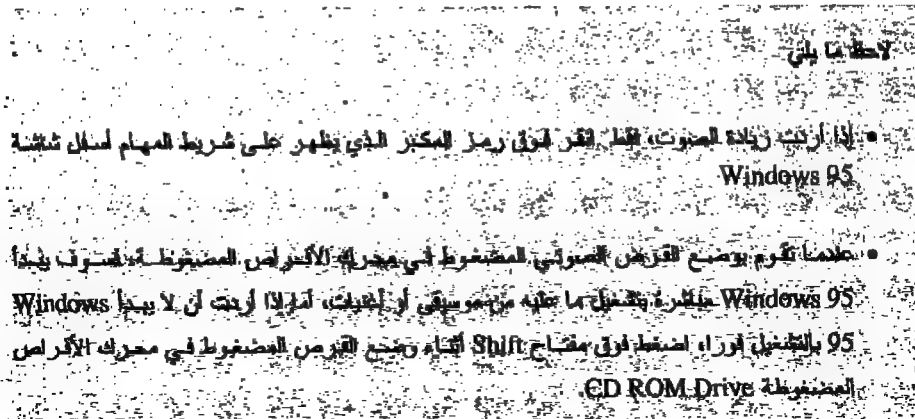 لاحظ ما يلي
• إذا أردت زيادة الصوت، فقط انقر فوق رمز المكبر الذي يظهر على شريط المهام أسفل شاشة
Windows 95
• عندما تقوم بوضع القرص الصوتي المضغوط في محرك الأقراص المضغوطة، فسوف يبدأ
Windows 95 مباشرة بتشغيل ما عليه من موسيقى أو أغنيات، أما إذا أردت أن لا يبدأ Windows
95 بالتشغيل فورا، اضغط فوق مفتاح Shift أثناء وضع القرص المضغوط في محرك الأقراص
المضغوطة CD ROM Drive.